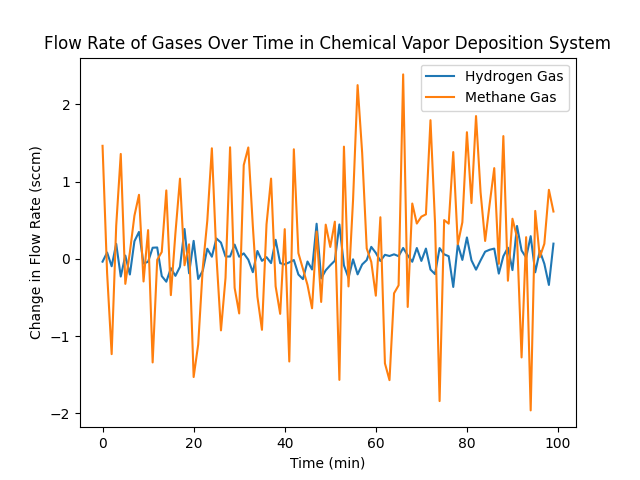 Flow Rate of Gases Over Time in Chemical Vapor Deposition System
Hydrogen Gas
Methane Gas
Change in Flow Rate (sccm)
2
1
0
−1
−2
0 20 40 60 80 100
Time (min)